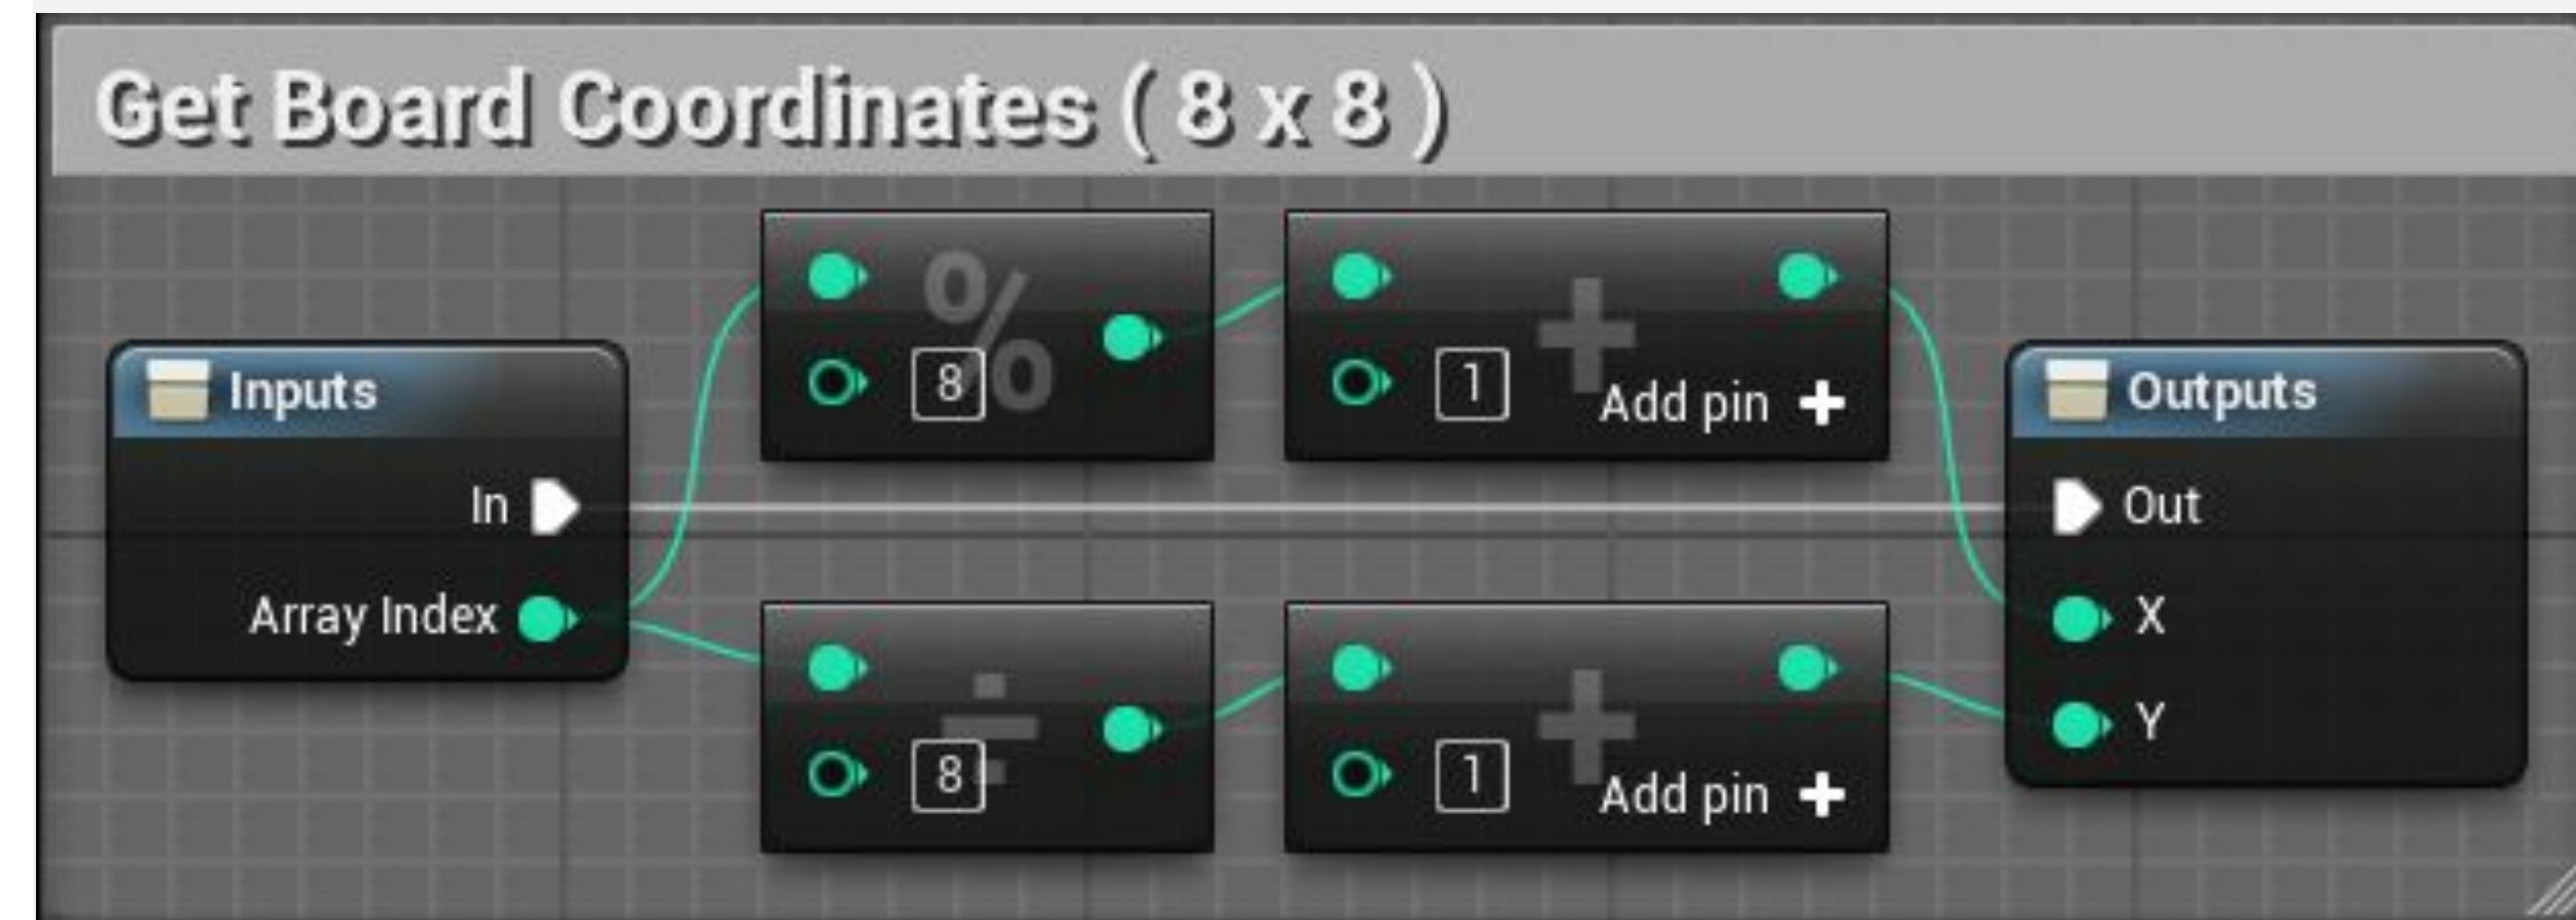 Get Board Coordinates ( 8 x 8 )
%
8
+
1
Add pin +
Inputs
In
Array Index
÷
8
+
1
Add pin +
Outputs
Out
X
Y